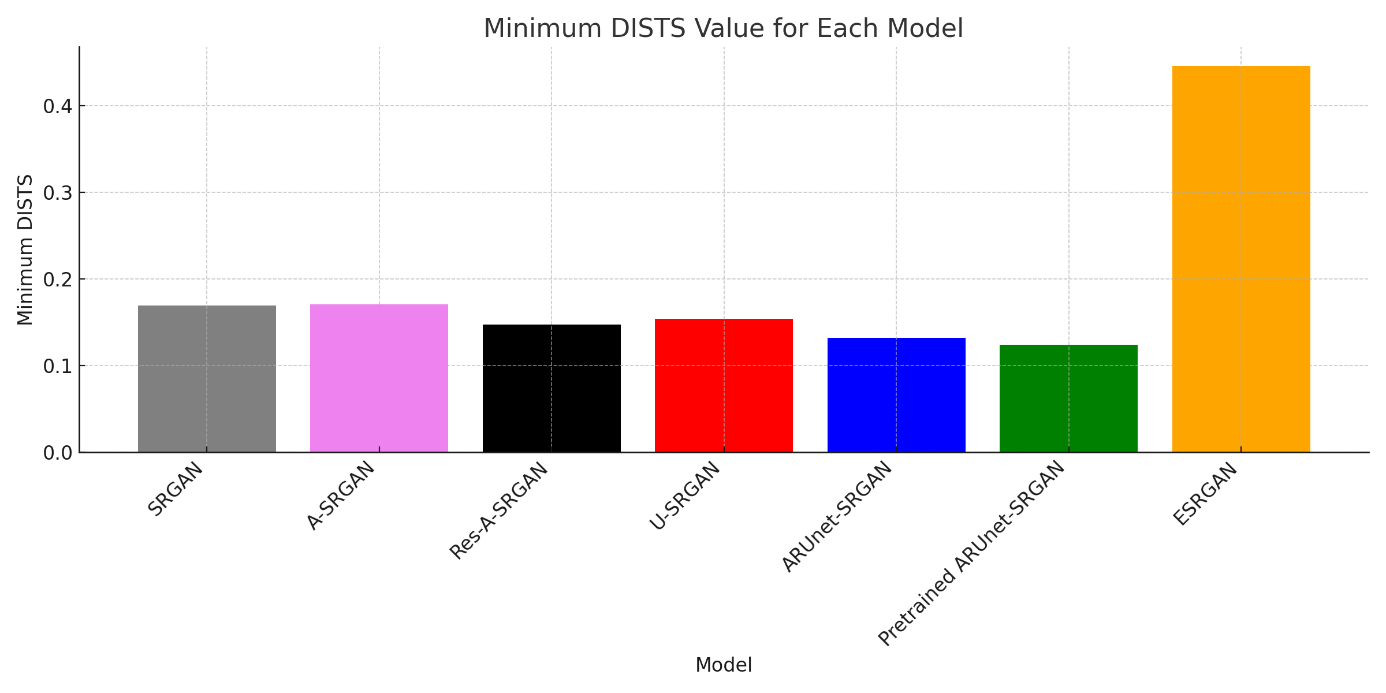 Minimum DISTS Value for Each Model
Minimum DISTS
0.4
0.3
0.2
0.1
0.0
SRGAN
A-SRGAN
Res-A-SRGAN
U-SRGAN
ARUnet-SRGAN
Pretrained ARUnet-SRGAN
ESRGAN
Model